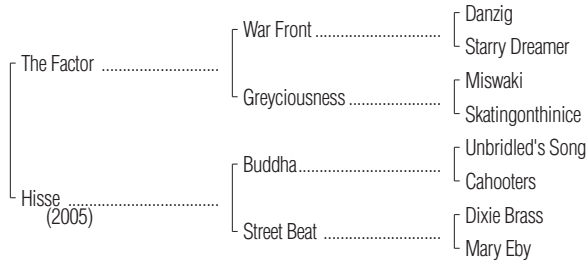 Danzig
War Front
Starry Dreamer
The Factor
Miswaki
Greyciousness
Skatingonthinice
Unbridled's Song
Buddha
Cahooters
Hisse
(2005)
Dixie Brass
Street Beat
Mary Eby